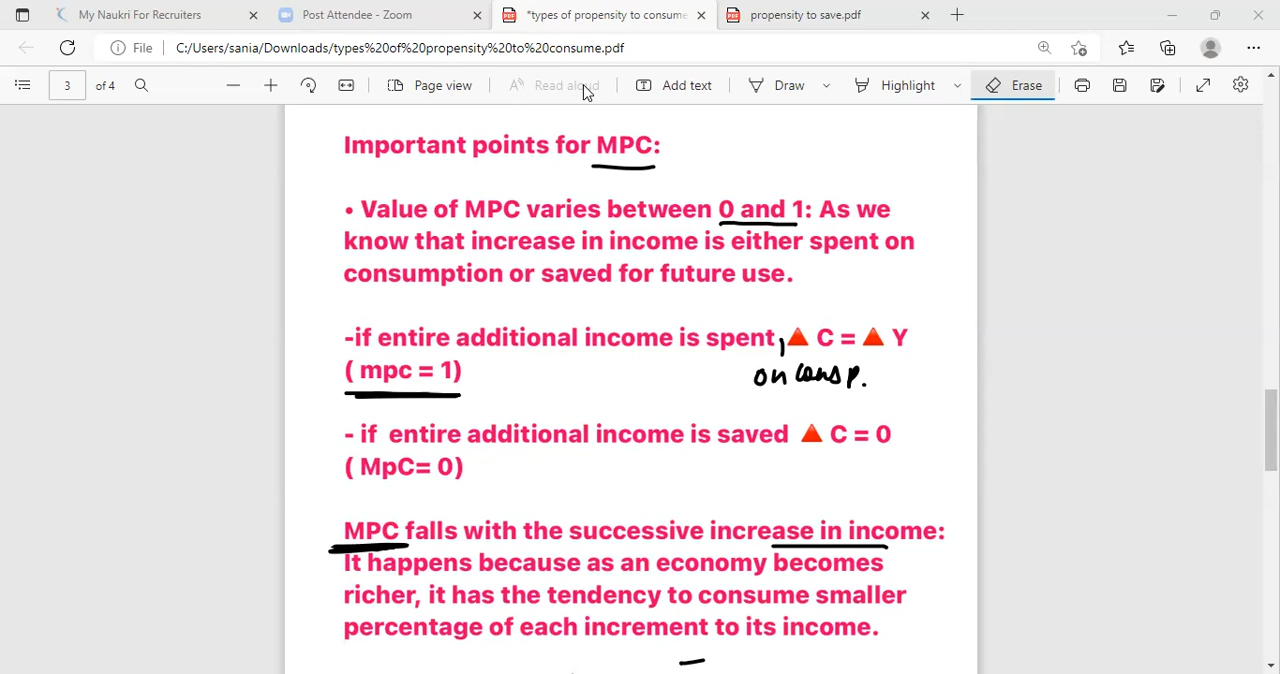 My Naukri For Recruiters
Post Attendee - Zoom
*types of propensity to consume
propensity to save.pdf
File
C:/Users/sania/Downloads/types%20of%20propensity%20to%20consume.pdf
3 of 4
Page view
Read aloud
Add text
Draw
Highlight
Erase
Important points for MPC:
• Value of MPC varies between 0 and 1: As we
know that increase in income is either spent on
consumption or saved for future use.
-if entire additional income is spent, 🔺 C = 🔺 Y
on consp.
( mpc = 1)
- if entire additional income is saved 🔺 C = 0
( MpC= 0)
MPC falls with the successive increase in income:
It happens because as an economy becomes
richer, it has the tendency to consume smaller
percentage of each increment to its income.